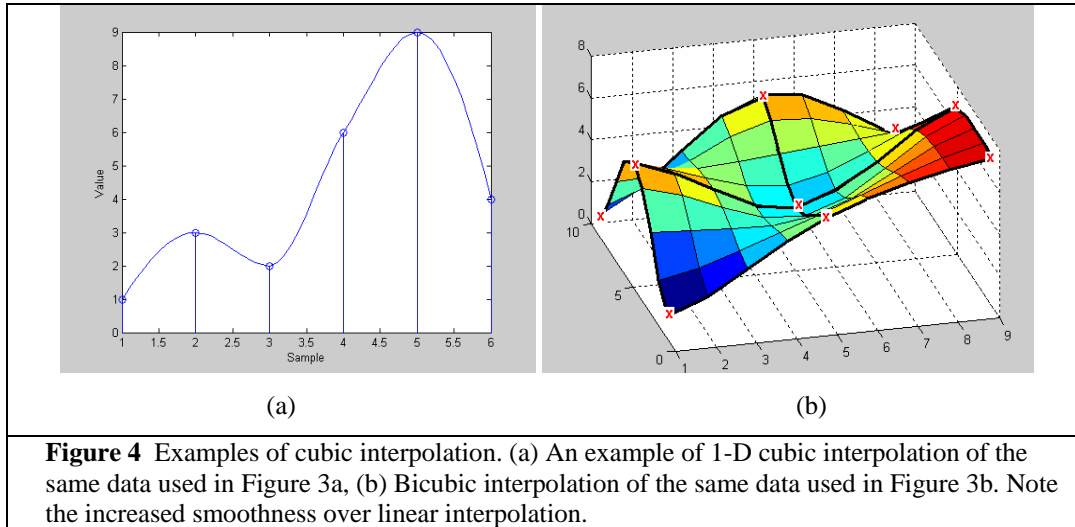 9
8
7
6
5
4
3
2
1
0
Value
1
1.5
2
2.5
3
3.5
4
4.5
5
5.5
6
Sample
(a)
8
6
4
2
0
10
5
0
1
2
3
4
5
6
7
8
9
x
x
x
x
x
x
x
x
x
(b)
Figure 4 Examples of cubic interpolation. (a) An example of 1-D cubic interpolation of the
same data used in Figure 3a, (b) Bicubic interpolation of the same data used in Figure 3b. Note
the increased smoothness over linear interpolation.